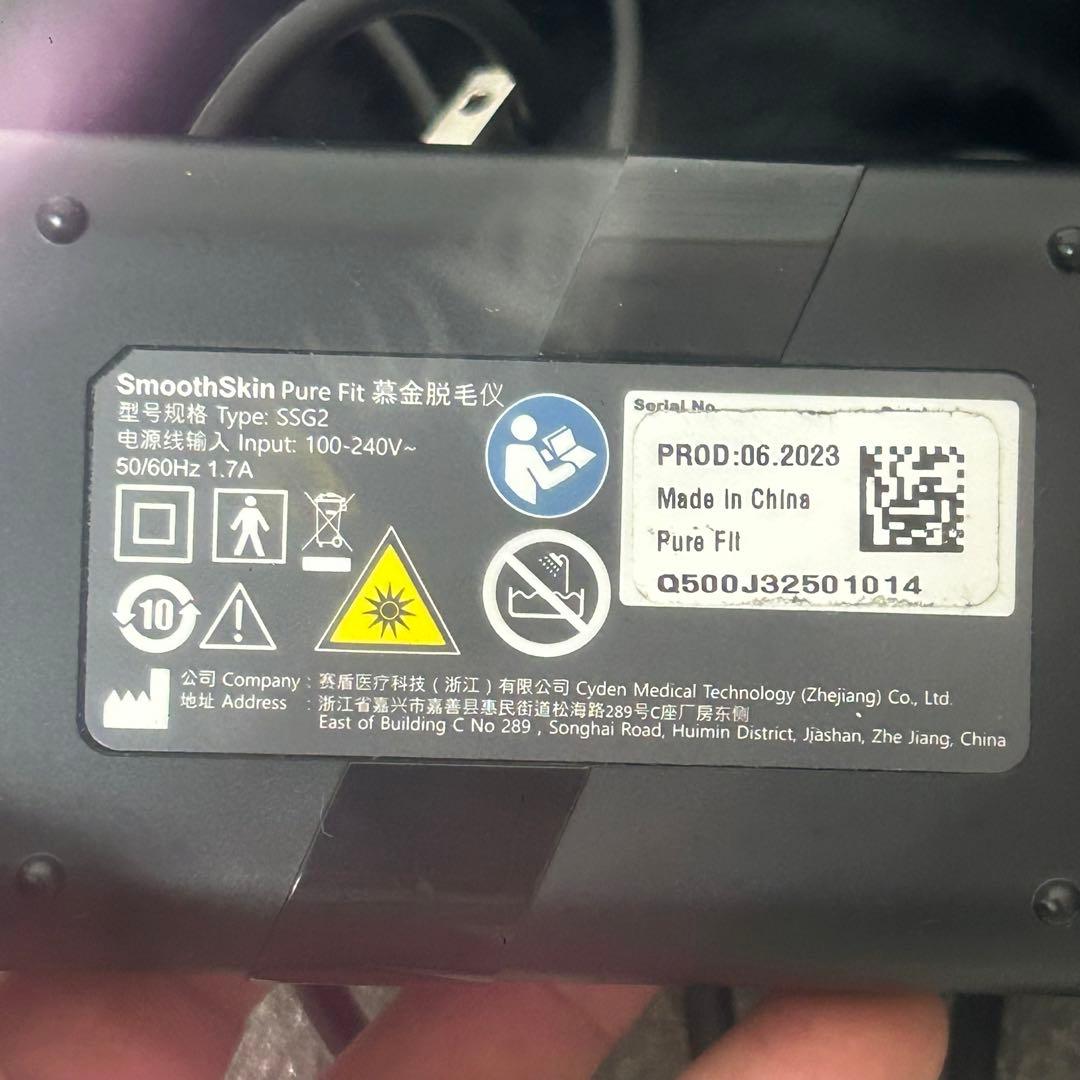 SmoothSkin Pure Fit 慕金脱毛仪
型号规格 Type: SSG2
电源线输入 Input: 100-240V~
50/60Hz 1.7A
10
Serial No.
PROD:06.2023
Made in China
Pure Fit
Q500J32501014
公司 Company : 赛盾医疗科技（浙江）有限公司 Cyden Medical Technology (Zhejiang) Co., Ltd.
地址 Address : 浙江省嘉兴市嘉善县惠民街道松海路289号C座厂房东侧
East of Building C No 289 , Songhai Road, Huimin District, Jiashan, Zhe Jiang, China